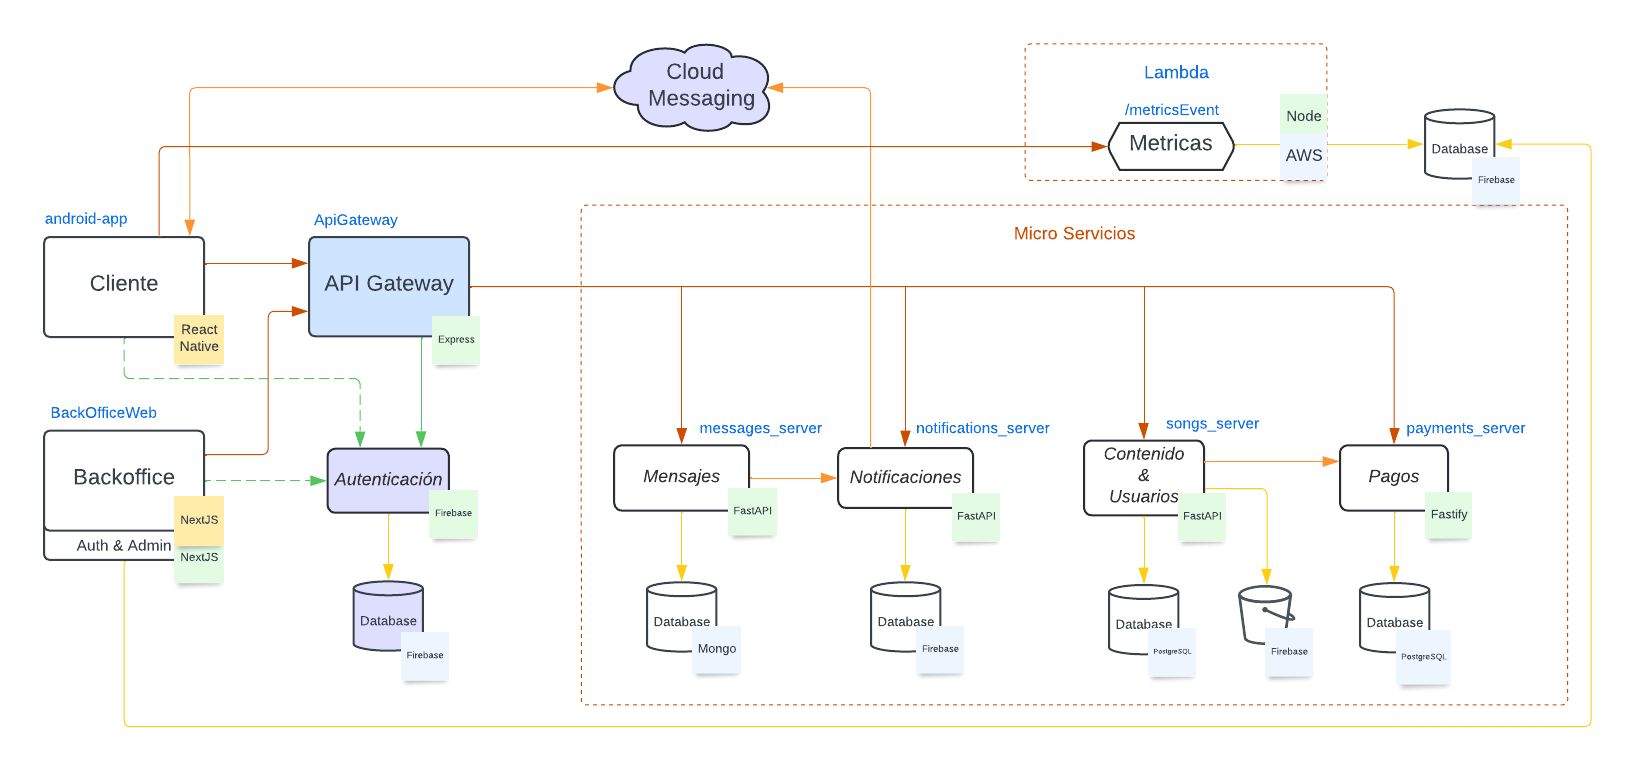 Cloud
Messaging
Lambda
/metricsEvent
Metricas
Node
AWS
Database
Firebase
android-app
Cliente
React
Native
ApiGateway
API Gateway
Express
Micro Servicios
BackOfficeWeb
Backoffice
NextJS
Auth & Admin
NextJS
Autenticación
Firebase
Database
Firebase
messages_server
Mensajes
FastAPI
Database
Mongo
notifications_server
Notificaciones
FastAPI
Database
Firebase
songs_server
Contenido
&
Usuarios
FastAPI
Database
PostgreSQL
Firebase
payments_server
Pagos
Fastify
Database
PostgreSQL